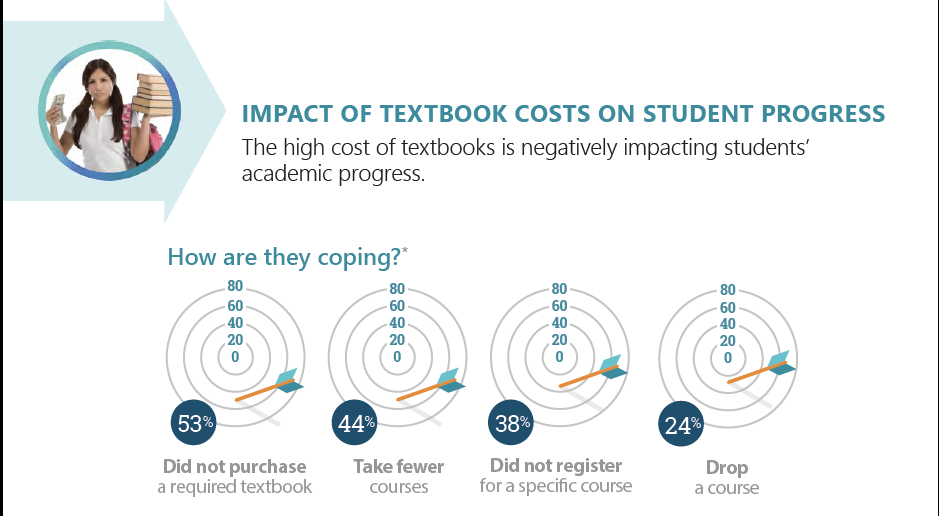 IMPACT OF TEXTBOOK COSTS ON STUDENT PROGRESS
The high cost of textbooks is negatively impacting students’
academic progress.
How are they coping?*
80
60
40
20
0
53%
Did not purchase
a required textbook
80
60
40
20
0
44%
Take fewer
courses
80
60
40
20
0
38%
Did not register
for a specific course
80
60
40
20
0
24%
Drop
a course